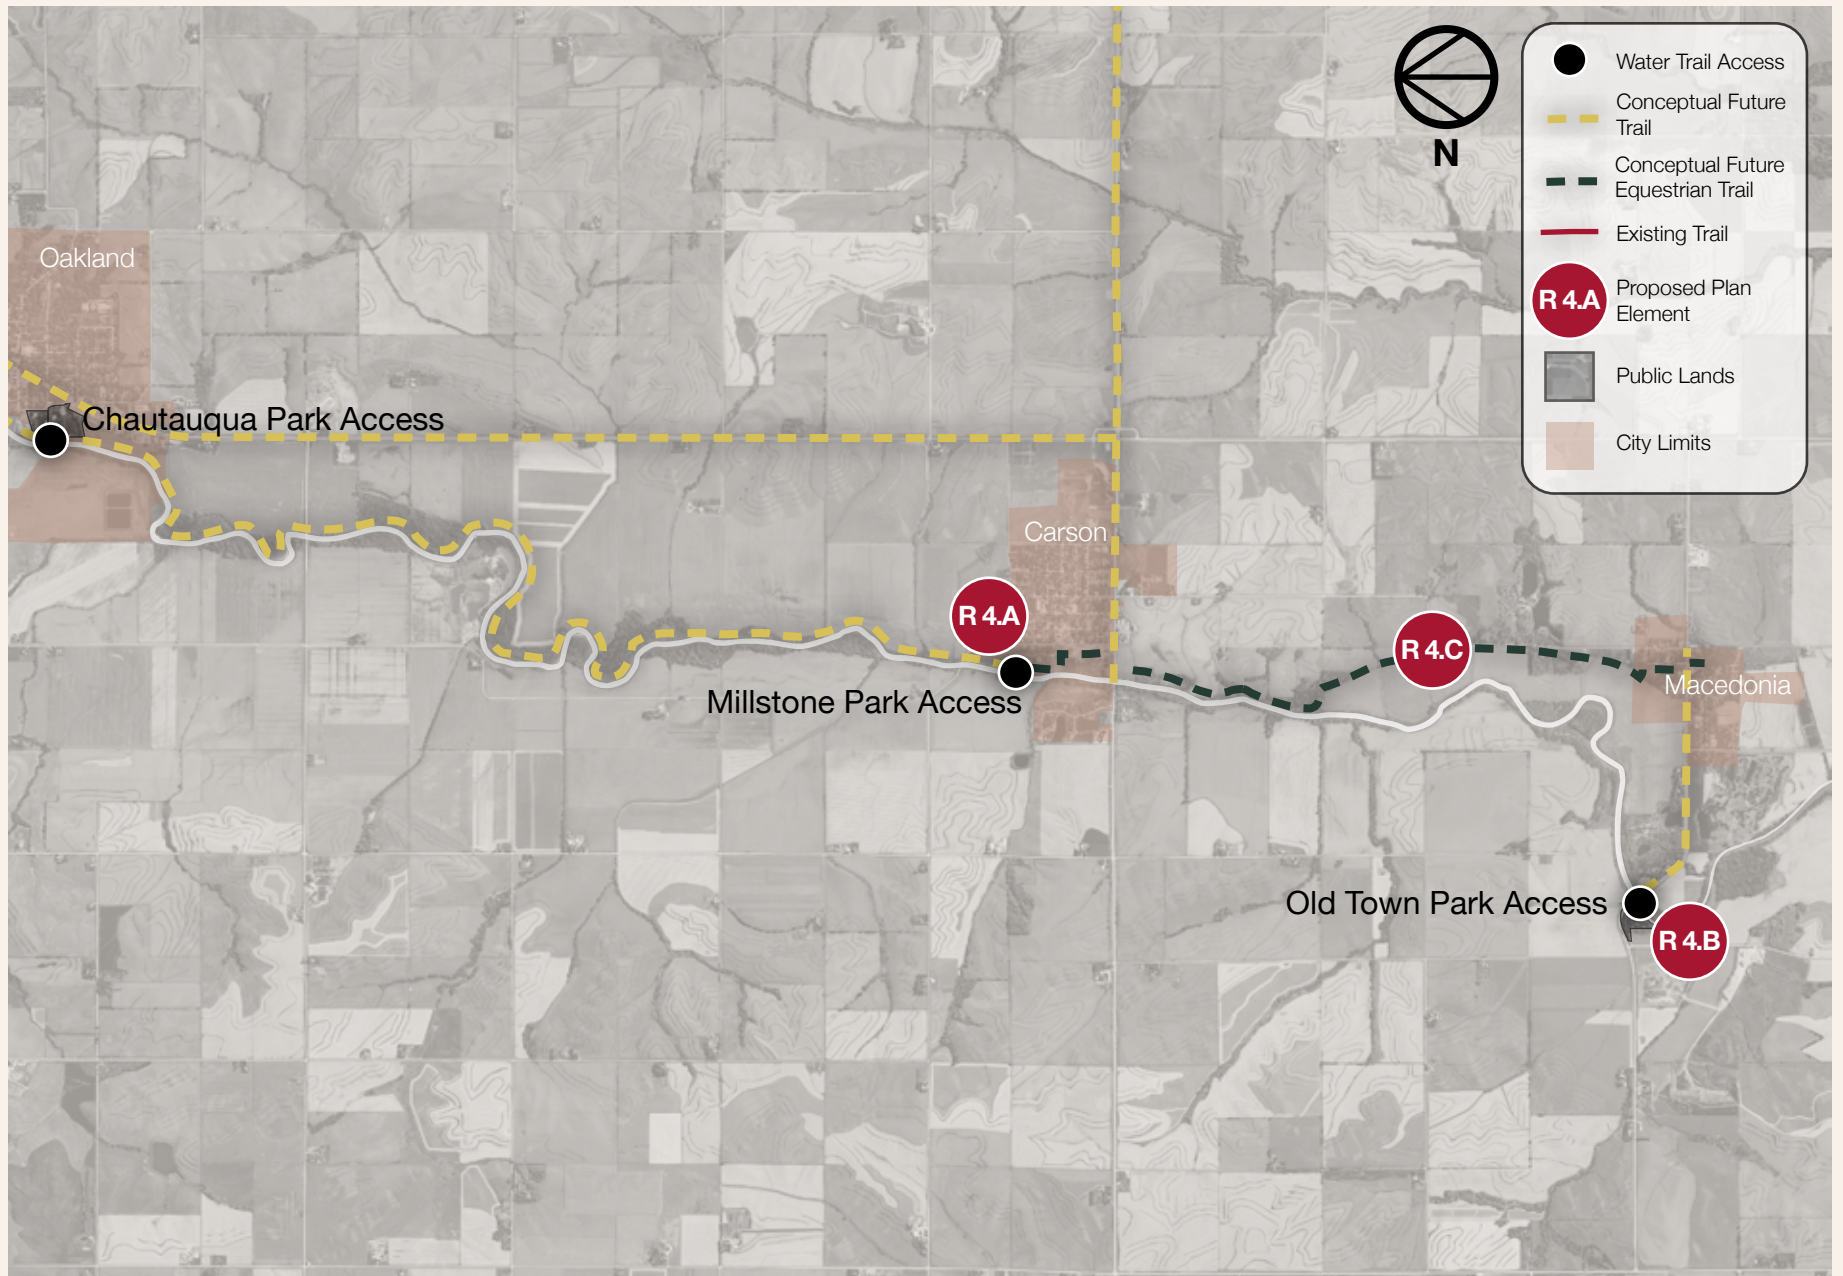 N
Water Trail Access
Conceptual Future
Trail
Conceptual Future
Equestrian Trail
Existing Trail
R 4.A
Proposed Plan
Element
Public Lands
City Limits
Oakland
Chautauqua Park Access
Carson
R 4.A
Millstone Park Access
R 4.C
Macedonia
Old Town Park Access
R 4.B